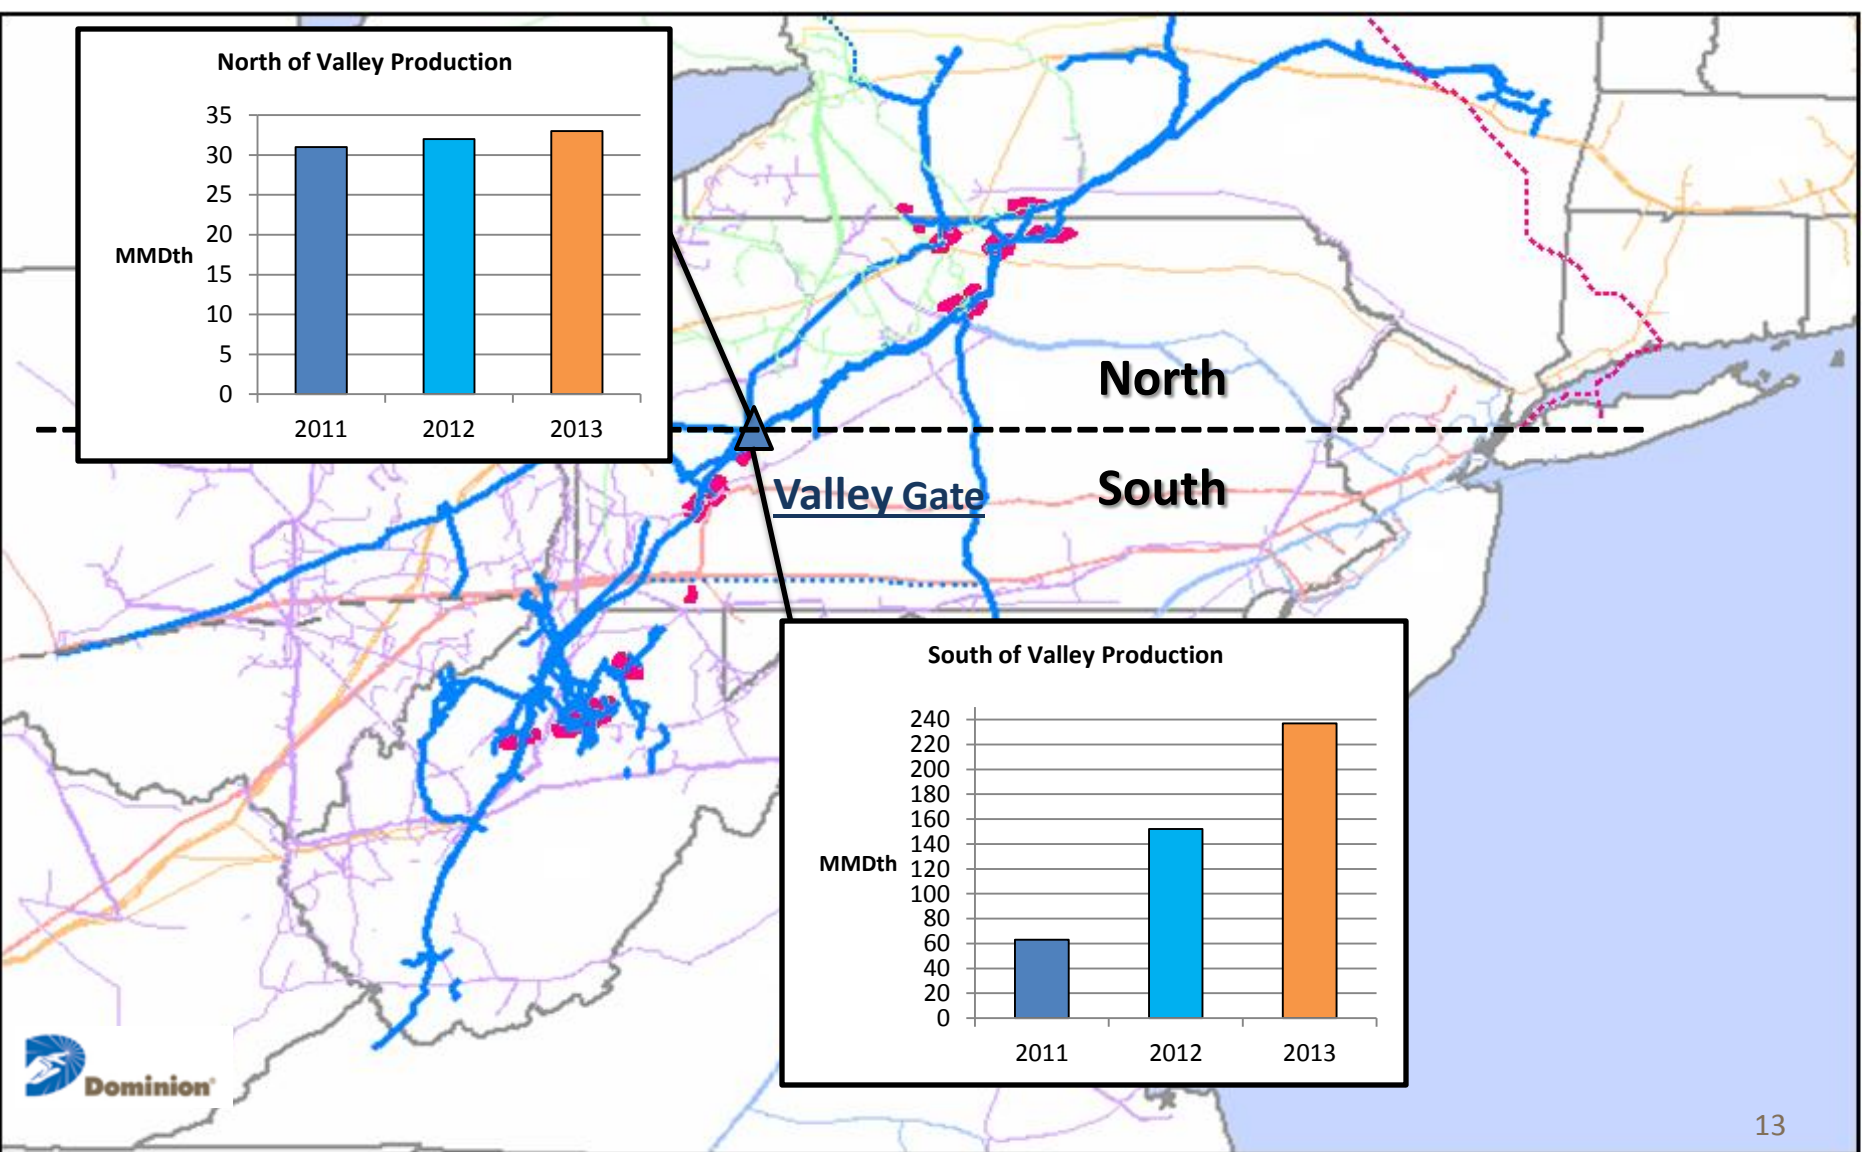 North of Valley Production
35
30
25
20
15
10
5
0
MMDth
2011 2012 2013
North
South
Valley Gate
South of Valley Production
240
220
200
180
160
140
120
100
80
60
40
20
0
MMDth
2011 2012 2013
Dominion®
13